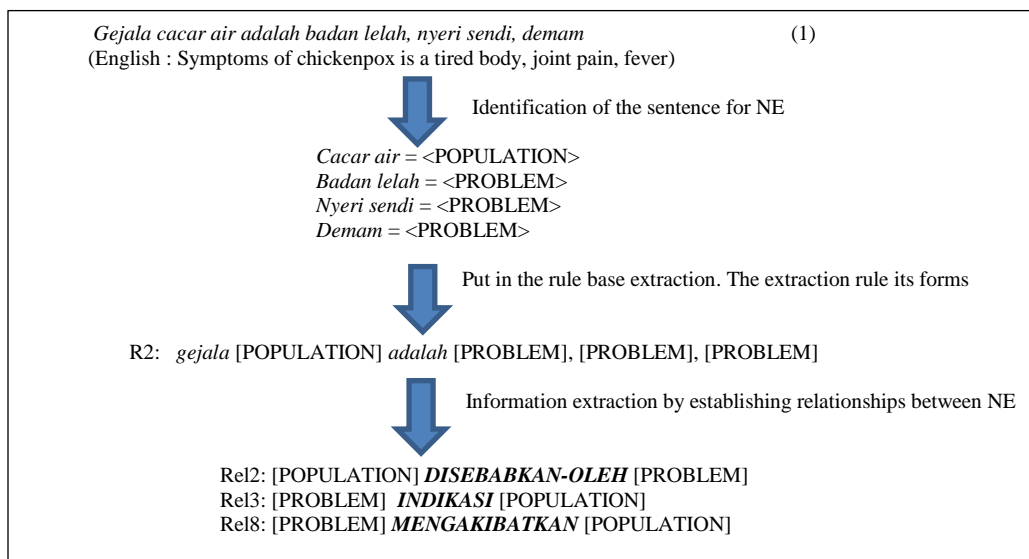 Gejala cacar air adalah badan lelah, nyeri sendi, demam (1)
(English : Symptoms of chickenpox is a tired body, joint pain, fever)
Identification of the sentence for NE
Cacar air = <POPULATION>
Badan lelah = <PROBLEM>
Nyeri sendi = <PROBLEM>
Demam = <PROBLEM>
Put in the rule base extraction. The extraction rule its forms
R2: gejala [POPULATION] adalah [PROBLEM], [PROBLEM], [PROBLEM]
Information extraction by establishing relationships between NE
Rel2: [POPULATION] DISEBABKAN-OLEH [PROBLEM]
Rel3: [PROBLEM] INDIKASI [POPULATION]
Rel8: [PROBLEM] MENGAKIBATKAN [POPULATION]